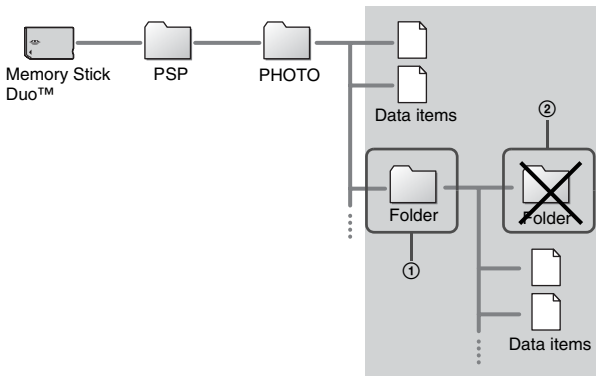 Memory Stick
Duo™
PSP
PHOTO
Data items
②
Folder
Folder
①
Data items